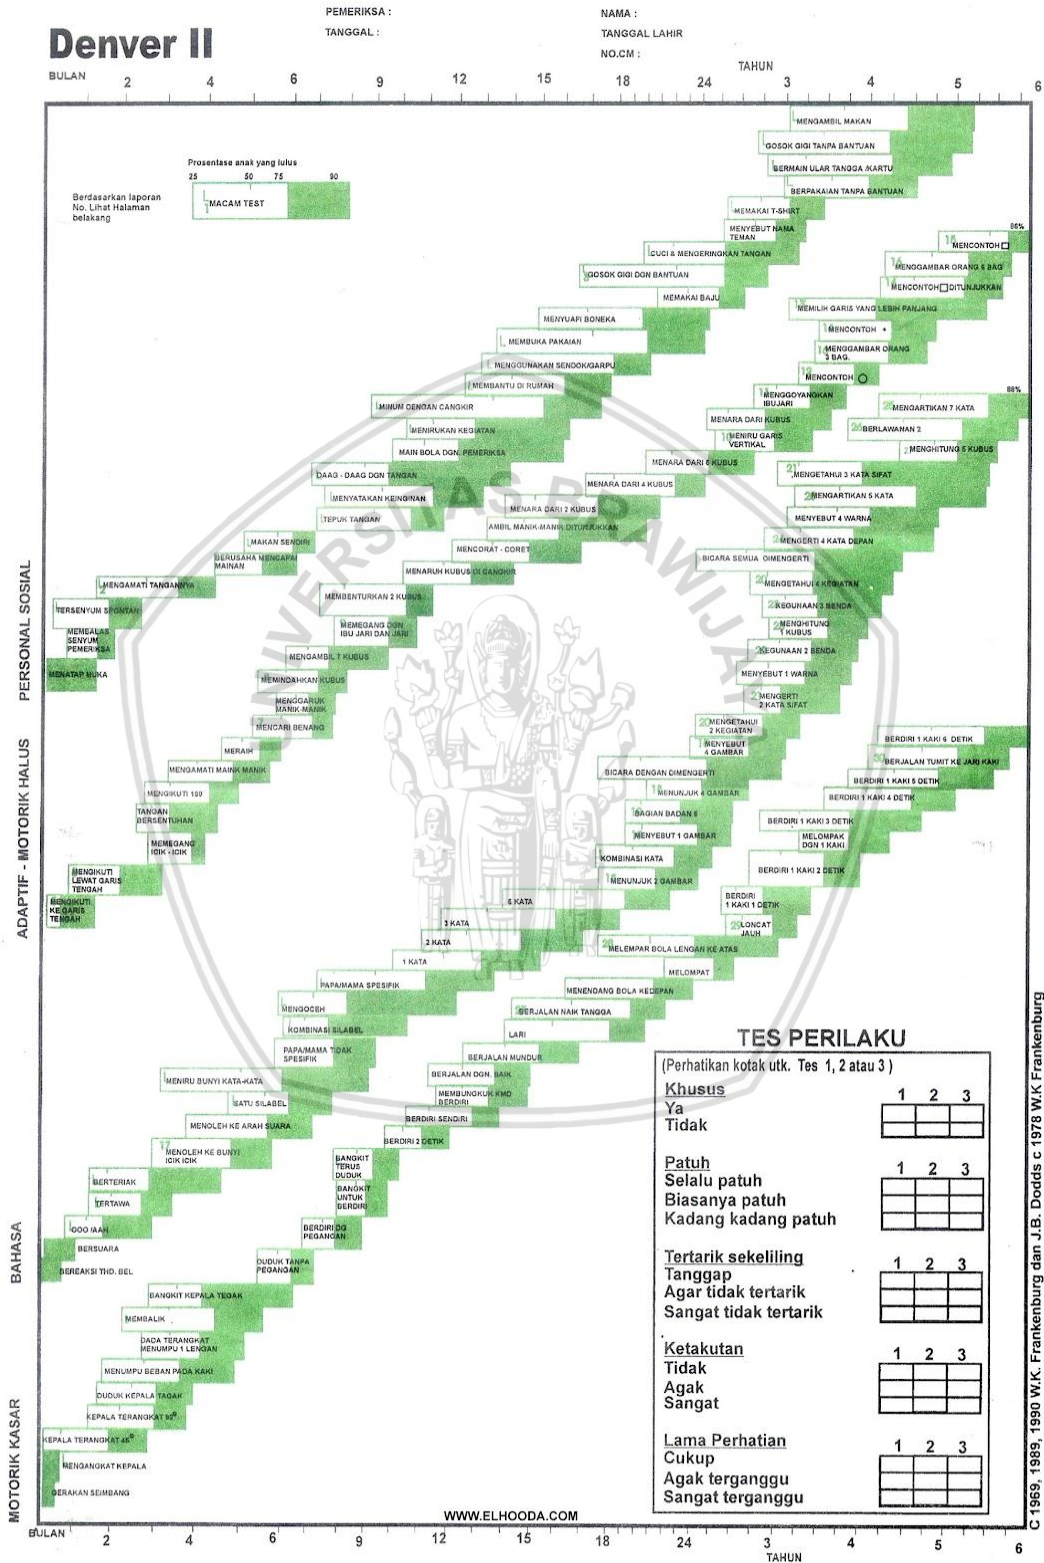 PEMERIKSA :
NAMA :
TANGGAL :
TANGGAL LAHIR
NO.CM :
Denver II
BULAN
TAHUN
2 4 6 9 12 15 18 24 3 4 5 6
Prosentase anak yang lulus
25 50 75 90
Berdasarkan laporan
No. Lihat Halaman
belakang
MACAM TEST
1
PERSONAL SOSIAL
MENGAMBIL MAKAN
GOSOK GIGI TANPA BANTUAN
BERMAIN ULAR TANGGA /KARTU
BERPAKAIAN TANPA BANTUAN
MEMAKAI T-SHIRT
MENYEBUT NAMA
TEMAN
CUCI & MENGERINGKAN TANGAN
GOSOK GIGI DGN BANTUAN
MEMAKAI BAJU
MENYUAPI BONEKA
MEMBUKA PAKAIAN
MENGGUNAKAN SENDOK/GARPU
MEMBANTU DI RUMAH
MINUM DENGAN CANGKIR
MENIRUKAN KEGIATAN
MAIN BOLA DGN. PEMERIKSA
DAAG - DAAG DGN TANGAN
MENYATAKAN KEINGINAN
TEPUK TANGAN
MAKAN SENDIRI
BERUSAHA MENCAPAI
MAINAN
MENGAMATI TANGANNYA
TERSENYUM SPONTAN
MEMBALAS
SENYUM
PEMERIKSA
MENATAP MUKA
ADAPTIF - MOTORIK HALUS
86%
MENCONTOH □
MENGGAMBAR ORANG 6 BAG
MENCONTOH □ DITUNJUKKAN
MEMILIH GARIS YANG LEBIH PANJANG
MENCONTOH +
MENGGAMBAR ORANG
3 BAG.
MENCONTOH ○
MENGGOYANGKAN
IBUJARI
MENARA DARI KUBUS
MENIRU GARIS
VERTIKAL
MENARA DARI 6 KUBUS
MENARA DARI 4 KUBUS
MENARA DARI 2 KUBUS
AMBIL MANIK-MANIK DITUNJUKKAN
MENCORAT - CORET
MENARUH KUBUS DI CANGKIR
MEMBENTURKAN 2 KUBUS
MEMEGANG DGN
IBU JARI DAN JARI
MENGAMBIL 2 KUBUS
MEMINDAHKAN KUBUS
MENGGARUK
MANIK-MANIK
MENCARI BENANG
MERAIH
MENGAMATI MAINK MANIK
MENGIKUTI 180
TANGAN
BERSENTUHAN
MEMEGANG
ICIK - ICIK
MENGIKUTI
LEWAT GARIS
TENGAH
MENGIKUTI
KE GARIS
TENGAH
BAHASA
88%
MENGARTIKAN 7 KATA
BERLAWANAN 2
MENGHITUNG 5 KUBUS
MENGETAHUI 3 KATA SIFAT
MENGARTIKAN 5 KATA
MENYEBUT 4 WARNA
MENGERTI 4 KATA DEPAN
BICARA SEMUA DIMENGERTI
MENGETAHUI 4 KEGIATAN
KEGUNAAN 3 BENDA
MENGHITUNG
1 KUBUS
KEGUNAAN 2 BENDA
MENYEBUT 1 WARNA
MENGERTI
2 KATA SIFAT
MENGETAHUI
2 KEGIATAN
MENYEBUT
4 GAMBAR
BICARA DENGAN DIMENGERTI
MENUNJUK 4 GAMBAR
BAGIAN BADAN 6
MENYEBUT 1 GAMBAR
KOMBINASI KATA
MENUNJUK 2 GAMBAR
6 KATA
3 KATA
2 KATA
1 KATA
PAPA/MAMA SPESIFIK
MENGOCEH
KOMBINASI SILABEL
PAPA/MAMA TIDAK
SPESIFIK
MENIRU BUNYI KATA-KATA
SATU SILABEL
MENOLEH KE ARAH SUARA
17
MENOLEH KE BUNYI
ICIK ICIK
BERTERIAK
TERTAWA
OOO /AAH
BERSUARA
BEREAKSI THD. BEL
MOTORIK KASAR
BERDIRI 1 KAKI 6 DETIK
30
BERJALAN TUMIT KE JARI KAKI
BERDIRI 1 KAKI 5 DETIK
BERDIRI 1 KAKI 4 DETIK
BERDIRI 1 KAKI 3 DETIK
MELOMPAK
DGN 1 KAKI
BERDIRI 1 KAKI 2 DETIK
BERDIRI
1 KAKI 1 DETIK
29
LONCAT
JAUH
28
MELEMPAR BOLA LENGAN KE ATAS
MELOMPAT
MENENDANG BOLA KEDEPAN
BERJALAN NAIK TANGGA
LARI
BERJALAN MUNDUR
BERJALAN DGN. BAIK
MEMBUNGKUK KMD
BERDIRI
BERDIRI SENDIRI
BERDIRI 2 DETIK
BANGKIT
TERUS
DUDUK
BANGKIT
UNTUK
BERDIRI
BERDIRI DG
PEGANGAN
DUDUK TANPA
PEGANGAN
BANGKIT KEPALA TEGAK
MEMBALIK
DADA TERANGKAT
MENUMPU 1 LENGAN
MENUMPU BEBAN PADA KAKI
DUDUK KEPALA TAGAK
KEPALA TERANGKAT 90°
KEPALA TERANGKAT 45°
MENGANGKAT KEPALA
GERAKAN SEIMBANG
UNIVERSITAS BRAWIJAYA
TES PERILAKU
(Perhatikan kotak utk. Tes 1, 2 atau 3 )
Khusus
1 2 3
Ya
Tidak
Patuh
1 2 3
Selalu patuh
Biasanya patuh
Kadang kadang patuh
Tertarik sekeliling
1 2 3
Tanggap
Agar tidak tertarik
Sangat tidak tertarik
Ketakutan
1 2 3
Tidak
Agak
Sangat
Lama Perhatian
1 2 3
Cukup
Agak terganggu
Sangat terganggu
C 1969, 1989, 1990 W.K. Frankenburg dan J.B. Dodds c 1978 W.K Frankenburg
WWW.ELHOODA.COM
BULAN
2 4 6 9 12 15 18 24 3 4 5 6
TAHUN